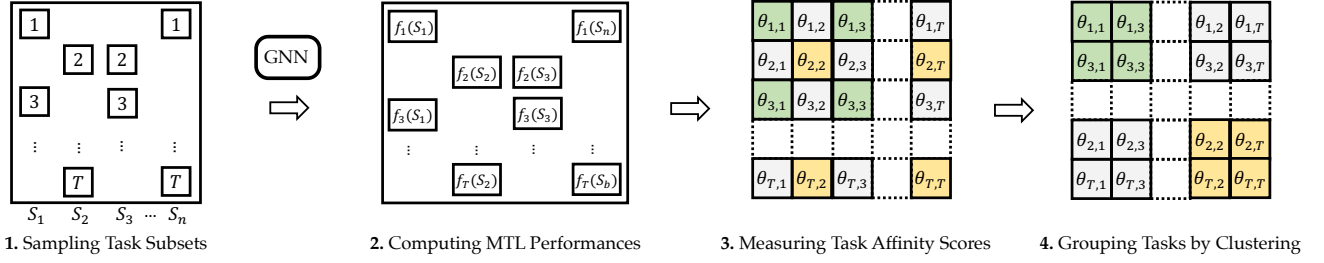 1 1
2 2
3 3
⋮ ⋮ ⋮ ⋮
T T
S₁ S₂ S₃ ... Sₙ
1. Sampling Task Subsets
GNN
f₁(S₁) f₁(Sₙ)
f₂(S₂) f₂(S₃)
f₃(S₁) f₃(S₃)
⋮ ⋮ ⋮ ⋮
f_T(S₂) f_T(S_b)
2. Computing MTL Performances
θ₁,₁ θ₁,₂ θ₁,₃ θ₁,T
θ₂,₁ θ₂,₂ θ₂,₃ θ₂,T
θ₃,₁ θ₃,₂ θ₃,₃ θ₃,T
θT,₁ θT,₂ θT,₃ θT,T
3. Measuring Task Affinity Scores
θ₁,₁ θ₁,₃ θ₁,₂ θ₁,T
θ₃,₁ θ₃,₃ θ₃,₂ θ₃,T
θ₂,₁ θ₂,₃ θ₂,₂ θ₂,T
θT,₁ θT,₃ θT,₂ θT,T
4. Grouping Tasks by Clustering